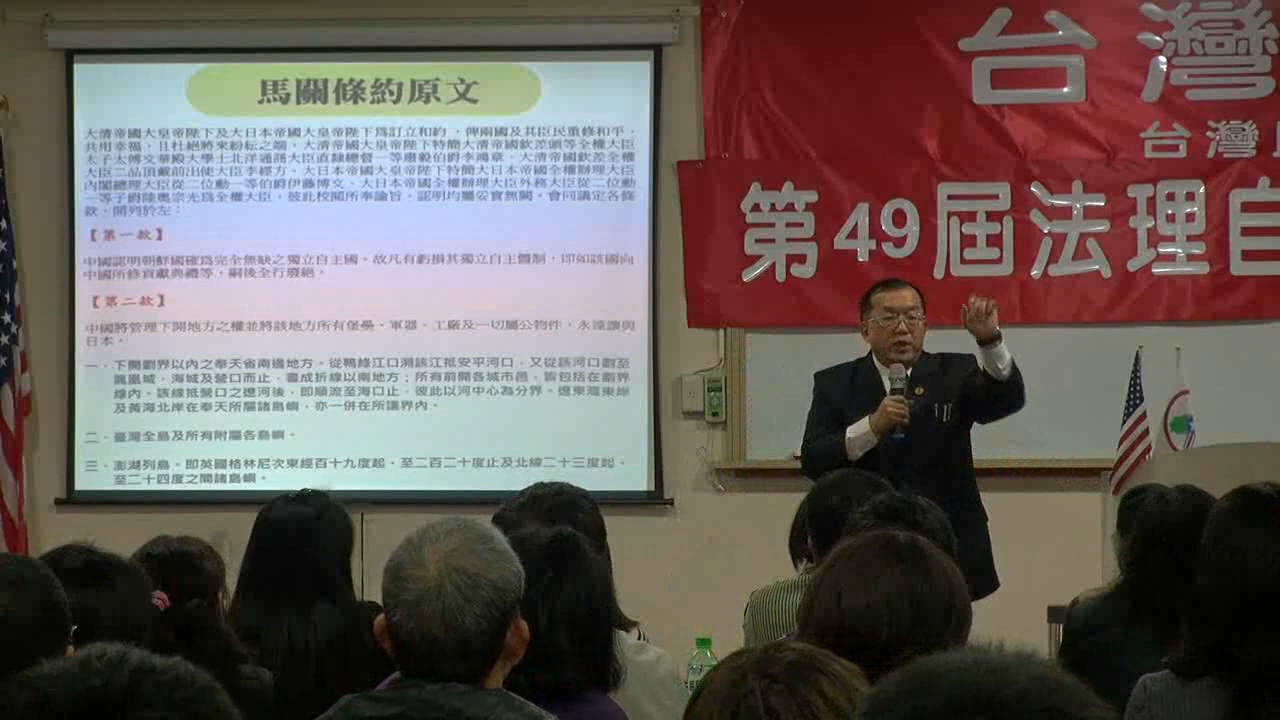 馬關條約原文
大清帝國大皇帝陛下及大日本帝國大皇帝陛下爲訂立和約,俾兩國及其臣民重修和平,
共用幸福,且杜絕將來紛紜之端,大清帝國大皇帝陛下特簡大清帝國欽差頭等全權大臣
太子太傅文華殿大學士北洋通商大臣直隸總督一等肅毅伯爵李鴻章、大清帝國欽差全權
大臣二品頂戴前出使大臣李經方、大日本帝國大皇帝陛下特簡大日本帝國全權辦理大臣
內閣總理大臣從二位勳一等伯爵伊藤博文、大日本帝國全權辦理大臣外務大臣從二位勳
一等子爵陸奧宗光爲全權大臣,彼此校閱所奉諭旨,認明均屬妥實無闕。會同議定各條
款,開列於左:
【第一款】
中國認明朝鮮國確爲完全無缺之獨立自主國。故凡有虧損其獨立自主體制,即如該國向
中國所修貢獻典禮等,嗣後全行廢絕。
【第二款】
中國將管理下開地方之權並將該地方所有堡壘、軍器、工廠及一切屬公物件,永遠讓與
日本。
一、下開劃界以內之奉天省南邊地方。從鴨綠江口溯該江抵安平河口,又從該河口劃至
鳳凰城、海城及營口而止,畫成折線以南地方;所有前開各城市邑,皆包括在劃界
線內。該線抵營口之遼河後,即順流至海口止,彼此以河中心為分界。遼東灣東岸
及黃海北岸在奉天所屬諸島嶼,亦一併在所讓界內。
二、臺灣全島及所有附屬各島嶼。
三、澎湖列島。即英國格林尼次東經百十九度起、至二百二十度止及北緯二十三度起、
至二十四度之間諸島嶼。
台灣
台灣
第49屆法理自